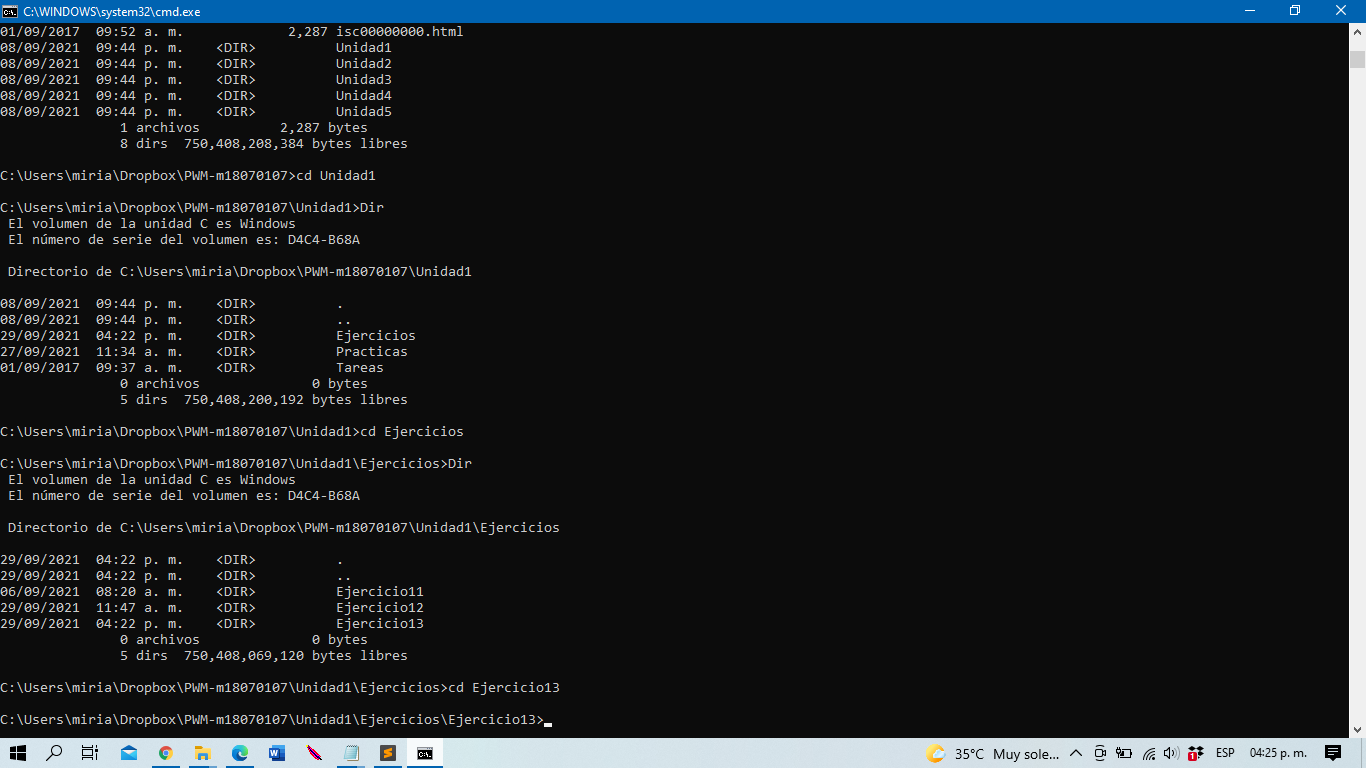 C:\WINDOWS\system32\cmd.exe
01/09/2017  09:52 a. m.             2,287 isc00000000.html
08/09/2021  09:44 p. m.    <DIR>          Unidad1
08/09/2021  09:44 p. m.    <DIR>          Unidad2
08/09/2021  09:44 p. m.    <DIR>          Unidad3
08/09/2021  09:44 p. m.    <DIR>          Unidad4
08/09/2021  09:44 p. m.    <DIR>          Unidad5
               1 archivos          2,287 bytes
               8 dirs  750,408,208,384 bytes libres
C:\Users\miria\Dropbox\PWM-m18070107>cd Unidad1
C:\Users\miria\Dropbox\PWM-m18070107\Unidad1>Dir
 El volumen de la unidad C es Windows
 El número de serie del volumen es: D4C4-B68A
 Directorio de C:\Users\miria\Dropbox\PWM-m18070107\Unidad1
08/09/2021  09:44 p. m.    <DIR>          .
08/09/2021  09:44 p. m.    <DIR>          ..
29/09/2021  04:22 p. m.    <DIR>          Ejercicios
27/09/2021  11:34 a. m.    <DIR>          Practicas
01/09/2017  09:37 a. m.    <DIR>          Tareas
               0 archivos              0 bytes
               5 dirs  750,408,200,192 bytes libres
C:\Users\miria\Dropbox\PWM-m18070107\Unidad1>cd Ejercicios
C:\Users\miria\Dropbox\PWM-m18070107\Unidad1\Ejercicios>Dir
 El volumen de la unidad C es Windows
 El número de serie del volumen es: D4C4-B68A
 Directorio de C:\Users\miria\Dropbox\PWM-m18070107\Unidad1\Ejercicios
29/09/2021  04:22 p. m.    <DIR>          .
29/09/2021  04:22 p. m.    <DIR>          ..
06/09/2021  08:20 a. m.    <DIR>          Ejercicio11
29/09/2021  11:47 a. m.    <DIR>          Ejercicio12
29/09/2021  04:22 p. m.    <DIR>          Ejercicio13
               0 archivos              0 bytes
               5 dirs  750,408,069,120 bytes libres
C:\Users\miria\Dropbox\PWM-m18070107\Unidad1\Ejercicios>cd Ejercicio13
C:\Users\miria\Dropbox\PWM-m18070107\Unidad1\Ejercicios\Ejercicio13>
35°C Muy sole... ESP 04:25 p. m.